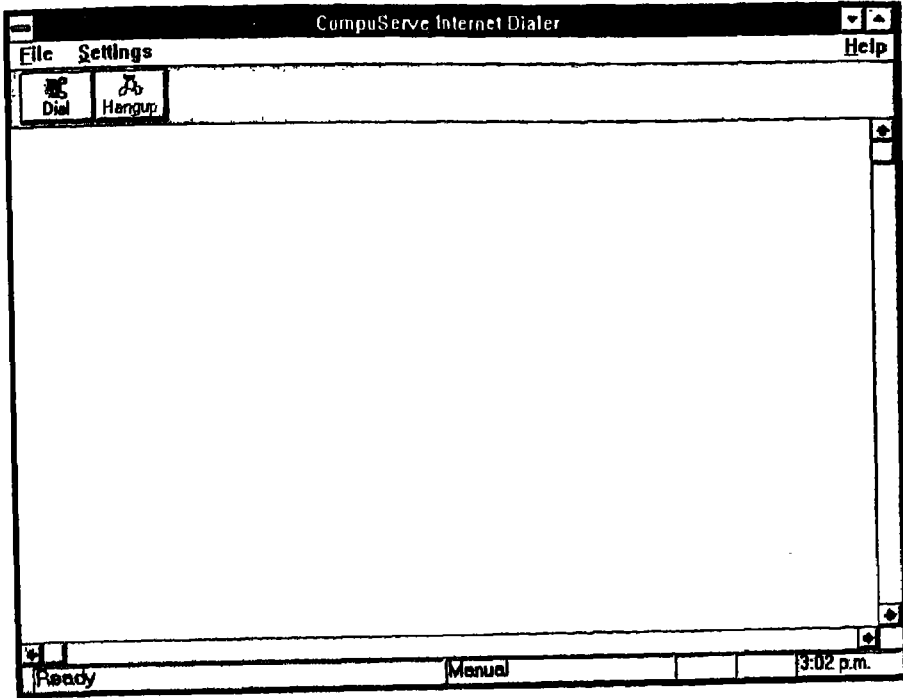 CompuServe Internet Dialer
File Settings Help
Dial Hangup
Ready Manual 3:02 p.m.